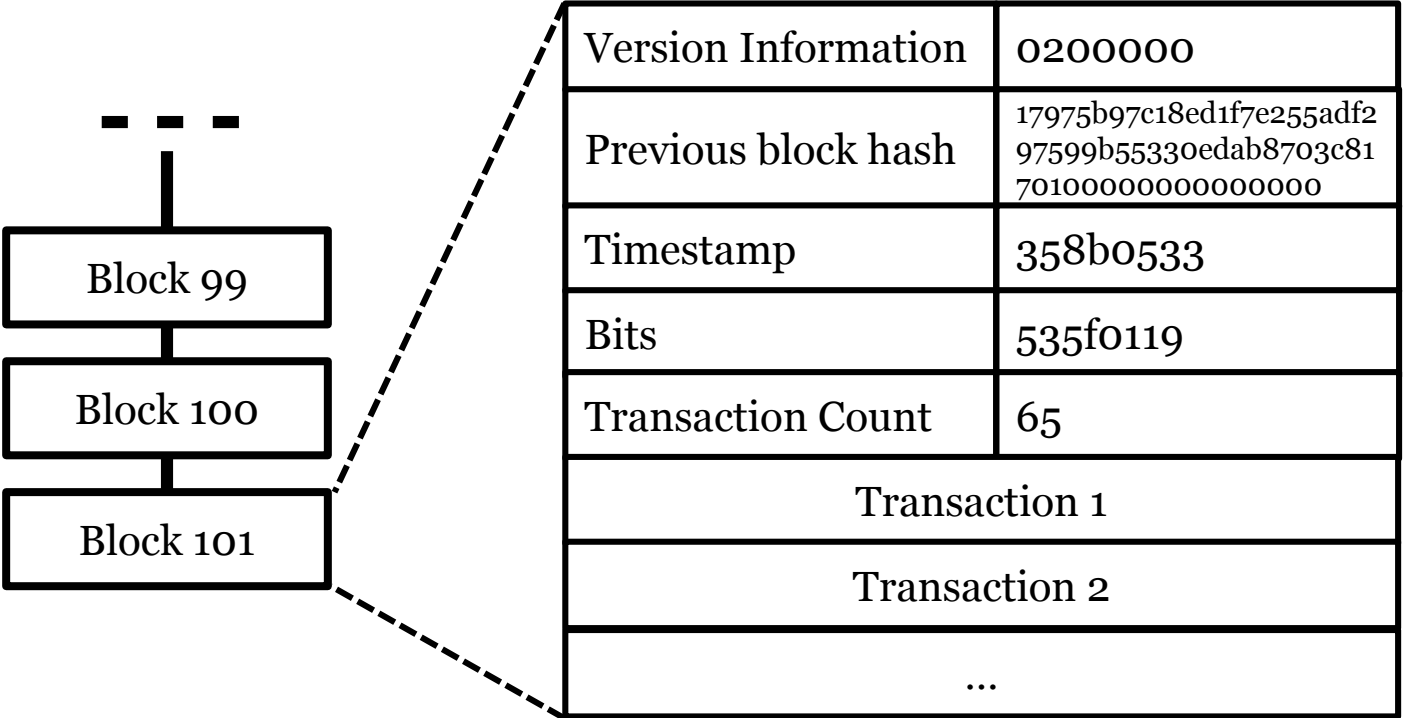 Block 99
Block 100
Block 101
Version Information 0200000
Previous block hash 17975b97c18ed1f7e255adf2
97599b55330edab8703c81
70100000000000000
Timestamp 358b0533
Bits 535f0119
Transaction Count 65
Transaction 1
Transaction 2
...